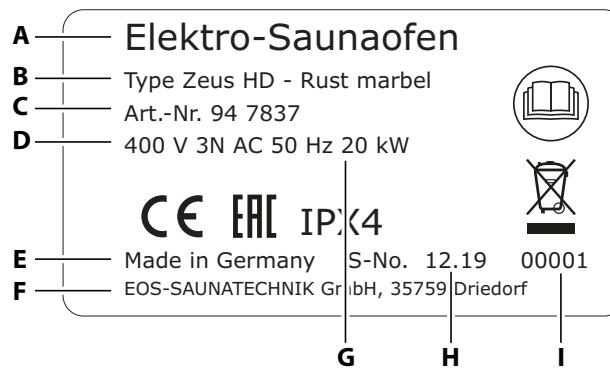 A Elektro-Saunaofen
B Type Zeus HD - Rust marbel
C Art.-Nr. 94 7837
D 400 V 3N AC 50 Hz 20 kW
CE EAC IPX4
E Made in Germany S-No. 12.19 00001
F EOS-SAUNATECHNIK GmbH, 35759 Driedorf
G H I